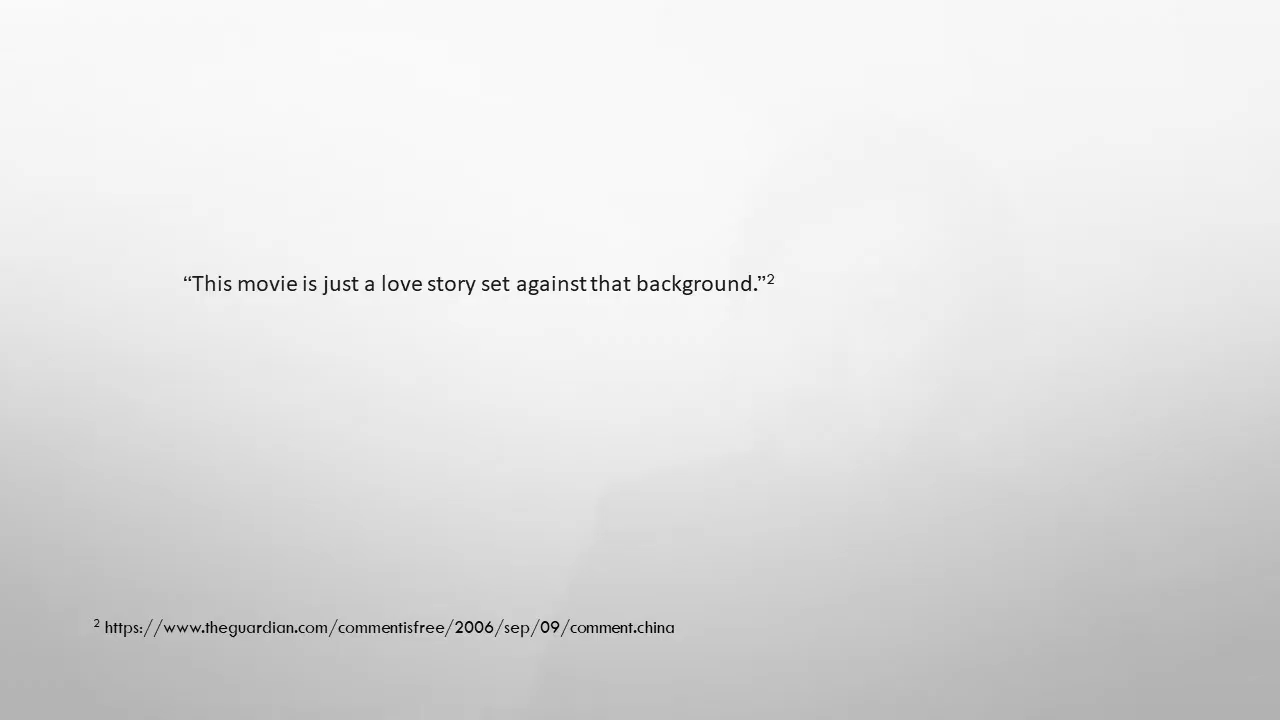 “This movie is just a love story set against that background.”2
2 https://www.theguardian.com/commentisfree/2006/sep/09/comment.china